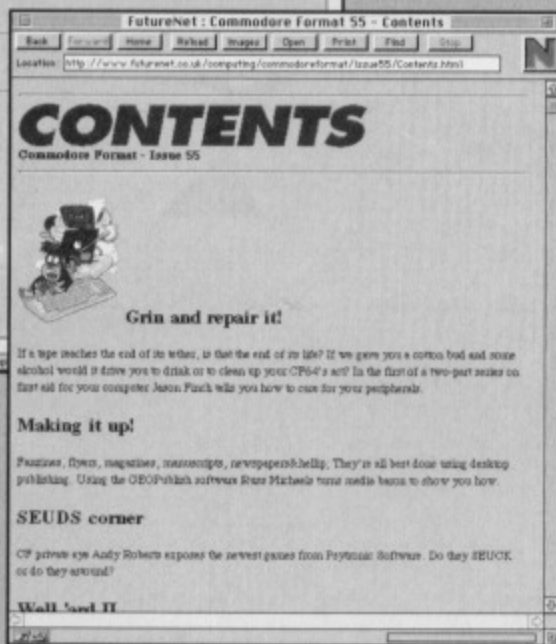 FutureNet : Commodore Format 55 - Contents
Back Forward Home Reload Images Open Print Find Stop
Location: http://www.futurenet.co.uk/computing/commodoreformat/Issue55/Contents.html
N
CONTENTS
Commodore Format - Issue 55
Grin and repair it!
If a tape reaches the end of its tether, is that the end of its life? If we gave you a cotton bud and some
alcohol would it drive you to drink or to clean up your CF64's act? In the first of a two-part series on
first aid for your computer Jason Finch tells you how to care for your peripherals.
Making it up!
Fanzines, flyers, magazines, manuscripts, newspapers&hellip, They're all best done using desktop
publishing. Using the GEOPublish software Russ Michaels turns media baron to show you how.
SEUDS corner
CF private eye Andy Roberts exposes the newest games from Psytronic Software. Do they SEUCK
or do they astound?
Well 'ard II